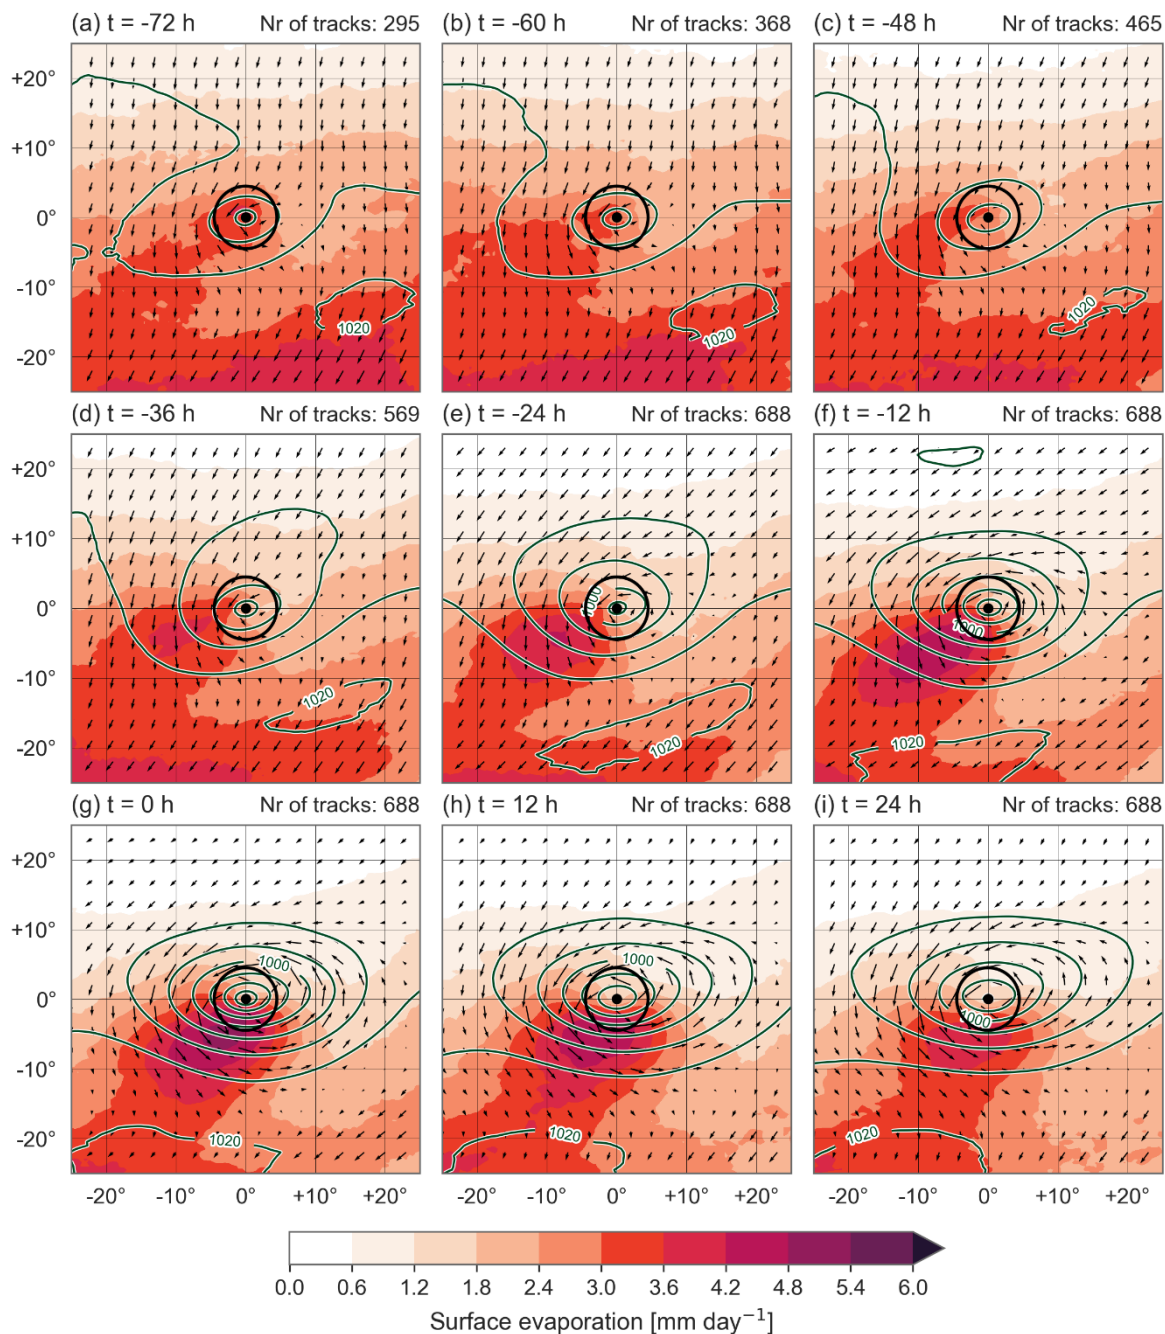 (a) t = -72 h Nr of tracks: 295 (b) t = -60 h Nr of tracks: 368 (c) t = -48 h Nr of tracks: 465
+20°
+10°
0°
-10°
-20°
1020 1020 1020
(d) t = -36 h Nr of tracks: 569 (e) t = -24 h Nr of tracks: 688 (f) t = -12 h Nr of tracks: 688
+20°
+10°
0°
-10°
-20°
1000 1000
1020 1020 1020
(g) t = 0 h Nr of tracks: 688 (h) t = 12 h Nr of tracks: 688 (i) t = 24 h Nr of tracks: 688
+20°
+10°
0°
-10°
-20°
1000 1000 1000
1020 1020 1020
-20° -10° 0° +10° +20° -20° -10° 0° +10° +20° -20° -10° 0° +10° +20°
0.0 0.6 1.2 1.8 2.4 3.0 3.6 4.2 4.8 5.4 6.0
Surface evaporation [mm day⁻¹]